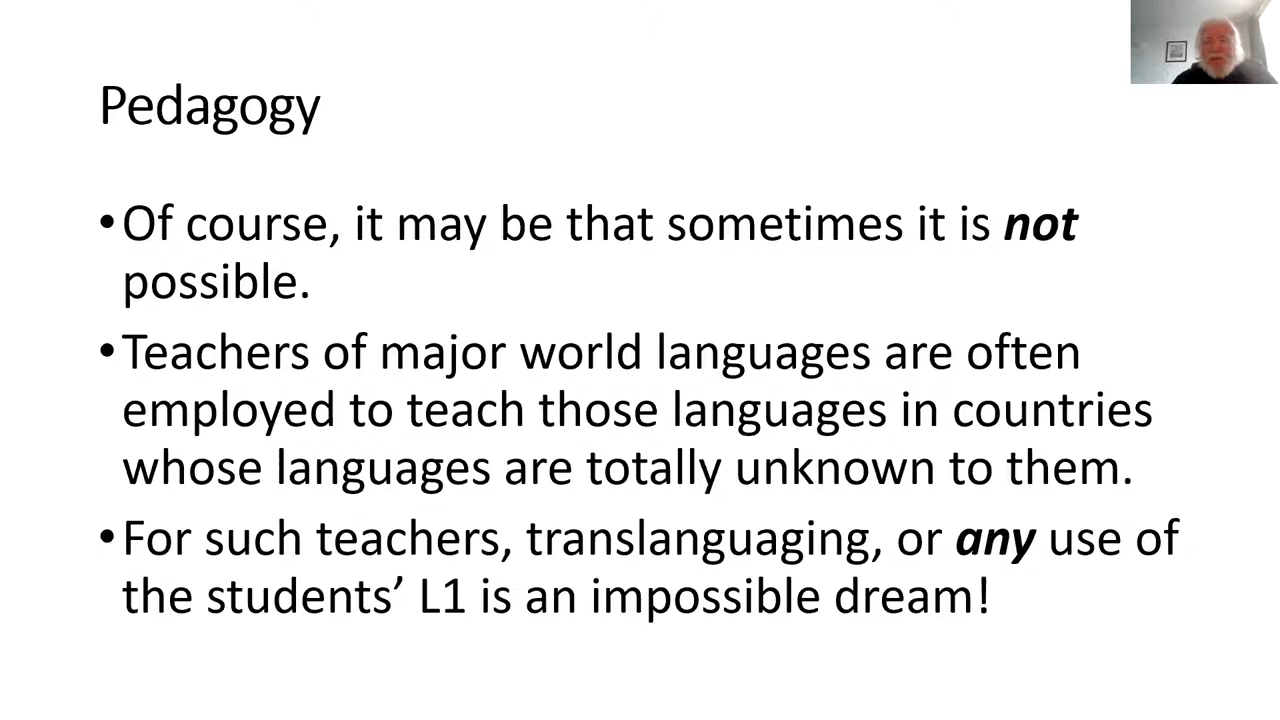 Pedagogy
•Of course, it may be that sometimes it is not
possible.
•Teachers of major world languages are often
employed to teach those languages in countries
whose languages are totally unknown to them.
•For such teachers, translanguaging, or any use of
the students’ L1 is an impossible dream!